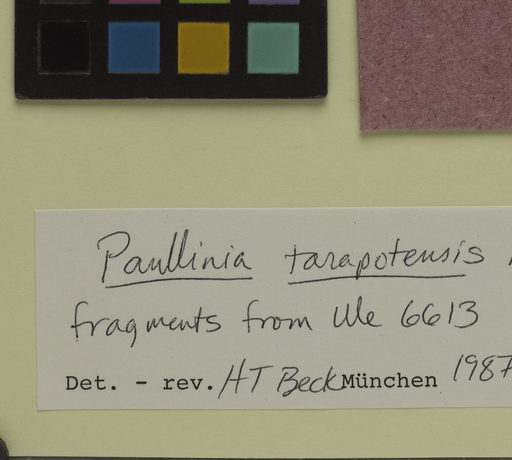 Paullinia tarapotensis
fragments from Ule 6613
Det. - rev. HT Beck München 1987